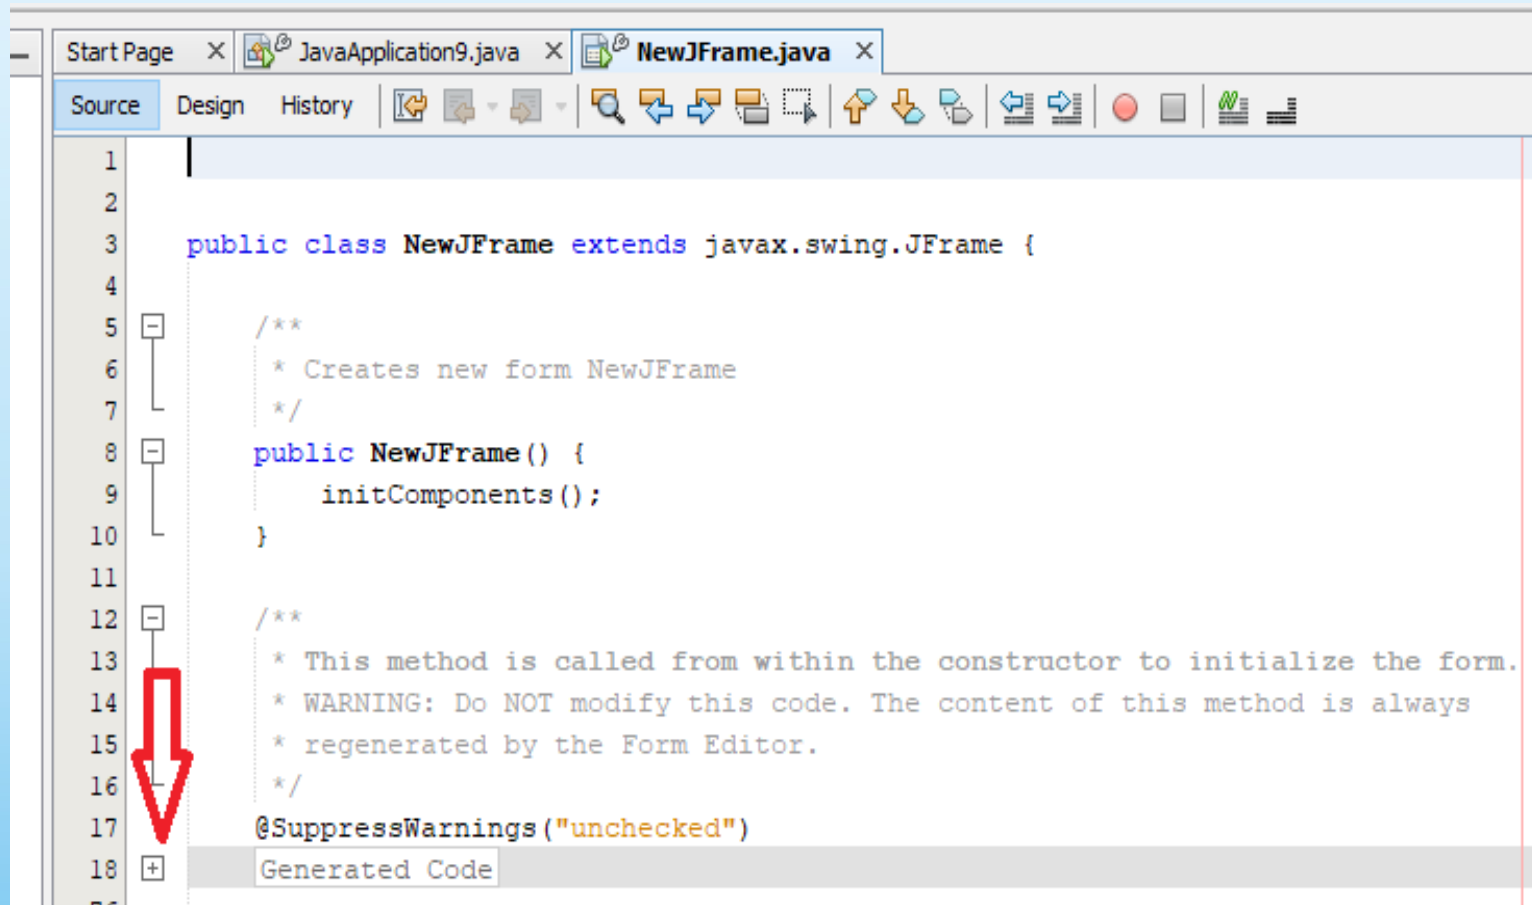 Start Page JavaApplication9.java NewJFrame.java
Source Design History
1
2
3 public class NewJFrame extends javax.swing.JFrame {
4
5 /**
6 * Creates new form NewJFrame
7 */
8 public NewJFrame() {
9 initComponents();
10 }
11
12 /**
13 * This method is called from within the constructor to initialize the form.
14 * WARNING: Do NOT modify this code. The content of this method is always
15 * regenerated by the Form Editor.
16 */
17 @SuppressWarnings("unchecked")
18 Generated Code